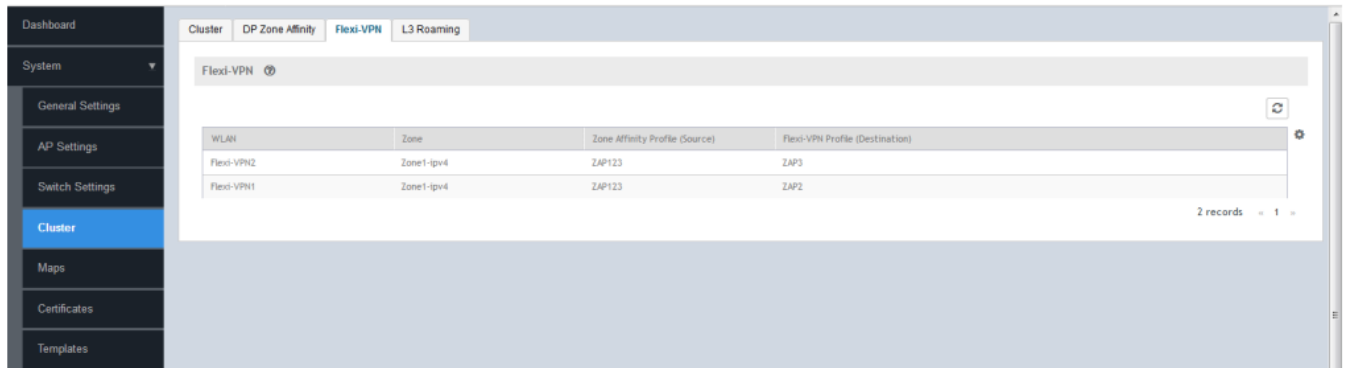 Dashboard
Cluster DP Zone Affinity Flexi-VPN L3 Roaming
System
Flexi-VPN
General Settings
AP Settings
WLAN Zone Zone Affinity Profile (Source) Flexi-VPN Profile (Destination)
Flexi-VPN2 Zone1-ipv4 ZAP123 ZAP3
Flexi-VPN1 Zone1-ipv4 ZAP123 ZAP2
Switch Settings
2 records « 1 »
Cluster
Maps
Certificates
Templates